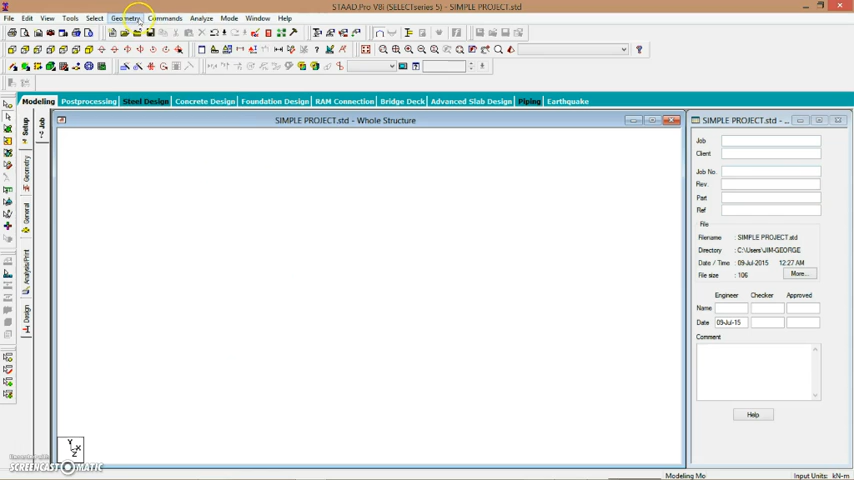 STAAD.Pro V8i (SELECTseries 5) - SIMPLE PROJECT.std
File Edit View Tools Select Geometry Commands Analyze Mode Window Help
Modeling Postprocessing Steel Design Concrete Design Foundation Design RAM Connection Bridge Deck Advanced Slab Design Piping Earthquake
SIMPLE PROJECT.std - Whole Structure
Setup
Job
Geometry
General
Analysis/Print
Design
Y
X
Z
SIMPLE PROJECT.std - ...
Job
Client
Job No.
Rev.
Part
Ref
File
Filename : SIMPLE PROJECT.std
Directory : C:\Users\JIM-GEORGE
Date / Time : 09-Jul-2015 12:27 AM
File size : 106
More...
Engineer Checker Approved
Name
Date 09-Jul-15
Comment
Help
SCREENCAST MATIC
Modeling Mo
Input Units: kN-m